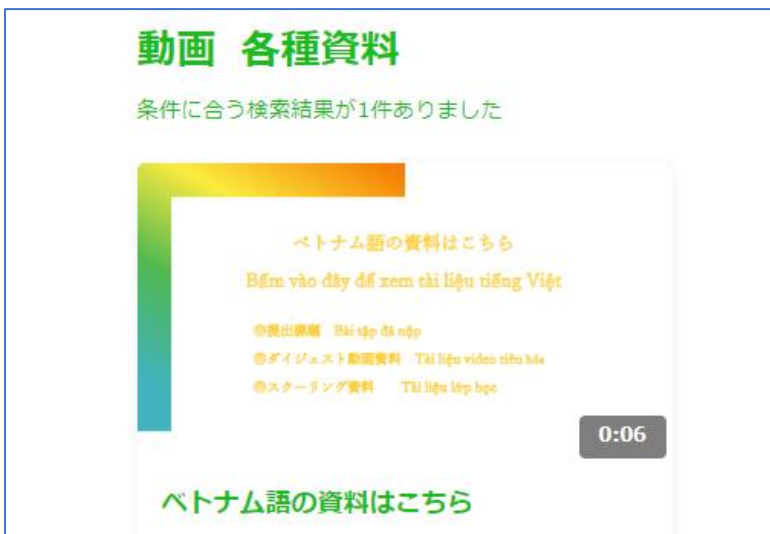 動画 各種資料
条件に合う検索結果が1件ありました
ベトナム語の資料はこちら
Bấm vào đây để xem tài liệu tiếng Việt
◎提出課題 Bài tập đã nộp
◎ダイジェスト動画資料 Tài liệu video tiêu hóa
◎スクーリング資料 Tài liệu lớp học
0:06
ベトナム語の資料はこちら